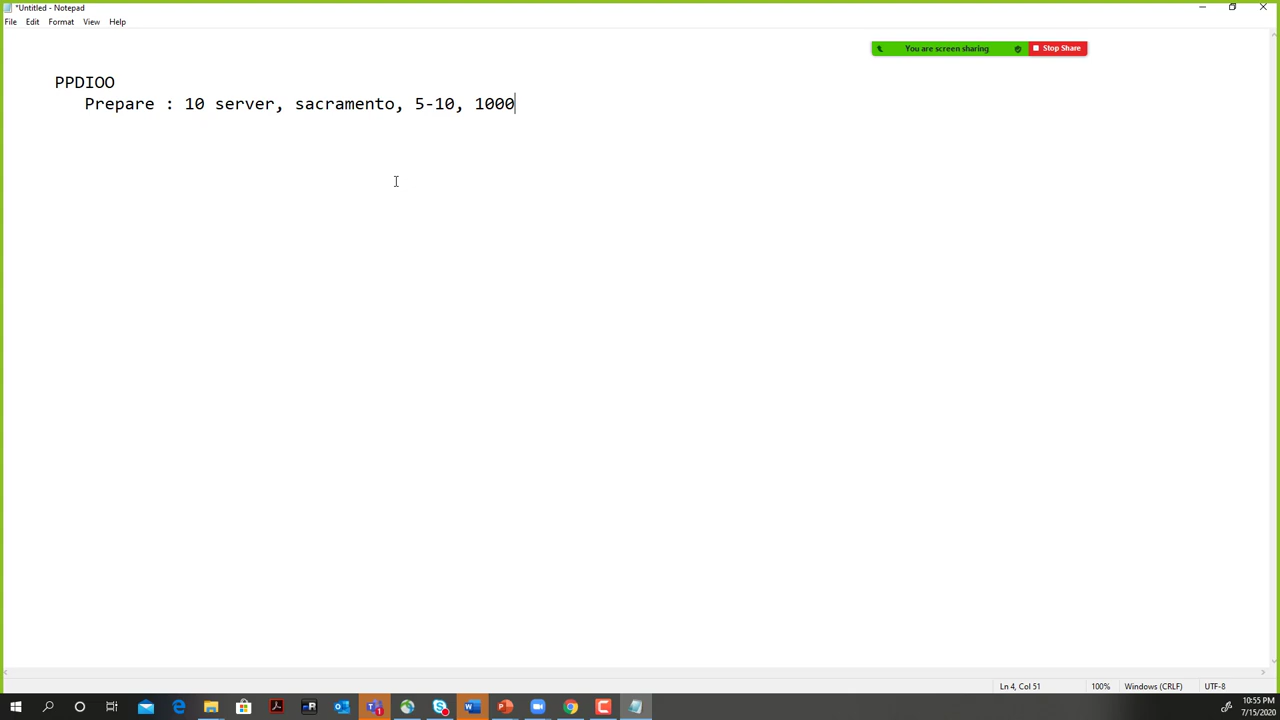 *Untitled - Notepad
File Edit Format View Help
You are screen sharing Stop Share
PPDIOO
Prepare : 10 server, sacramento, 5-10, 1000
Ln 4, Col 51 100% Windows (CRLF) UTF-8
10:55 PM
7/15/2020